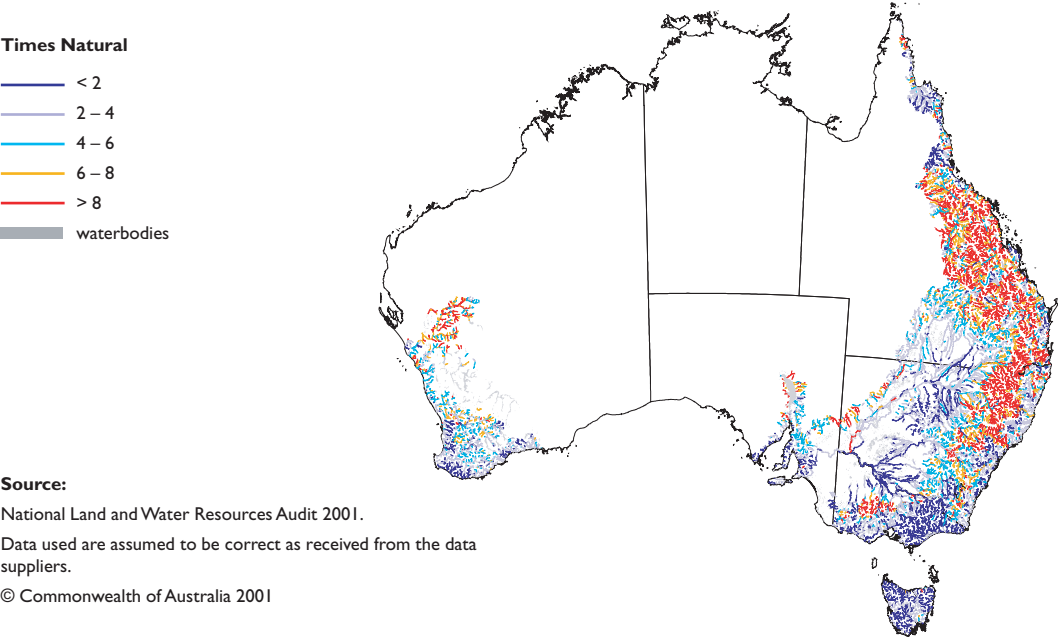 Times Natural
< 2
2 – 4
4 – 6
6 – 8
> 8
waterbodies
Source:
National Land and Water Resources Audit 2001.
Data used are assumed to be correct as received from the data
suppliers.
© Commonwealth of Australia 2001